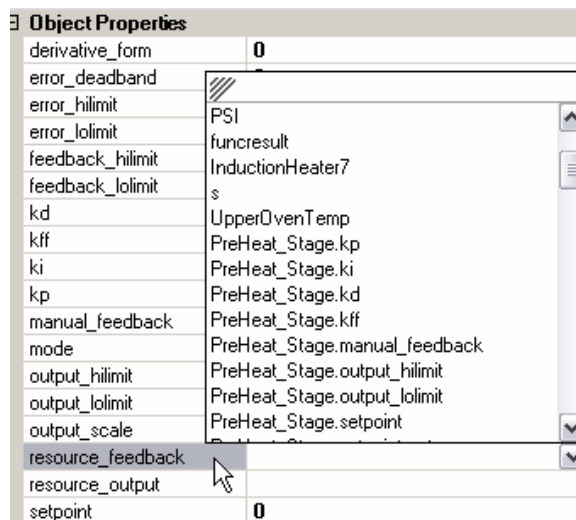 Object Properties
derivative_form 0
error_deadband
error_hilimit
error_lolimit
feedback_hilimit
feedback_lolimit
kd
kff
ki
kp
manual_feedback
mode
output_hilimit
output_lolimit
output_scale
resource_feedback
resource_output
setpoint 0
PSI
funcresult
InductionHeater7
s
UpperOvenTemp
PreHeat_Stage.kp
PreHeat_Stage.ki
PreHeat_Stage.kd
PreHeat_Stage.kff
PreHeat_Stage.manual_feedback
PreHeat_Stage.output_hilimit
PreHeat_Stage.output_lolimit
PreHeat_Stage.setpoint